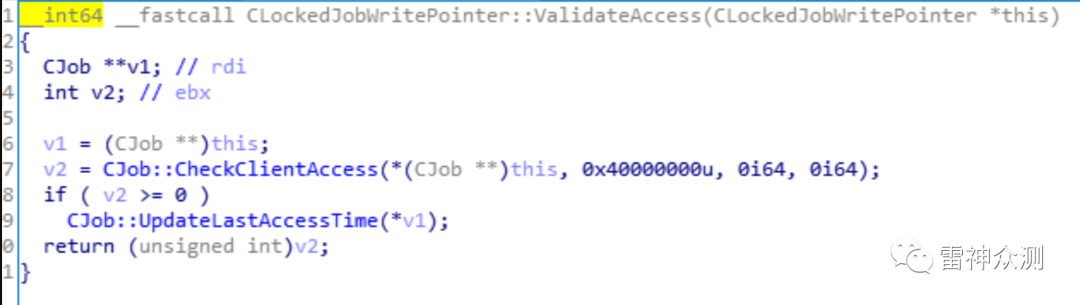 1 __int64 __fastcall CLockedJobWritePointer::ValidateAccess(CLockedJobWritePointer *this)
2 {
3 CJob **v1; // rdi
4 int v2; // ebx
5
6 v1 = (CJob **)this;
7 v2 = CJob::CheckClientAccess(*(CJob **)this, 0x40000000u, 0i64, 0i64);
8 if ( v2 >= 0 )
9 CJob::UpdateLastAccessTime(*v1);
0 return (unsigned int)v2;
1 }
雷神众测